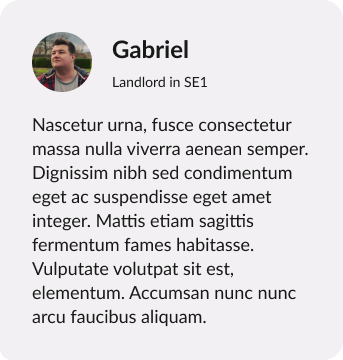 Gabriel
Landlord in SE1
Nascetur urna, fusce consectetur
massa nulla viverra aenean semper.
Dignissim nibh sed condimentum
eget ac suspendisse eget amet
integer. Mattis etiam sagittis
fermentum fames habitasse.
Vulputate volutpat sit est,
elementum. Accumsan nunc nunc
arcu faucibus aliquam.